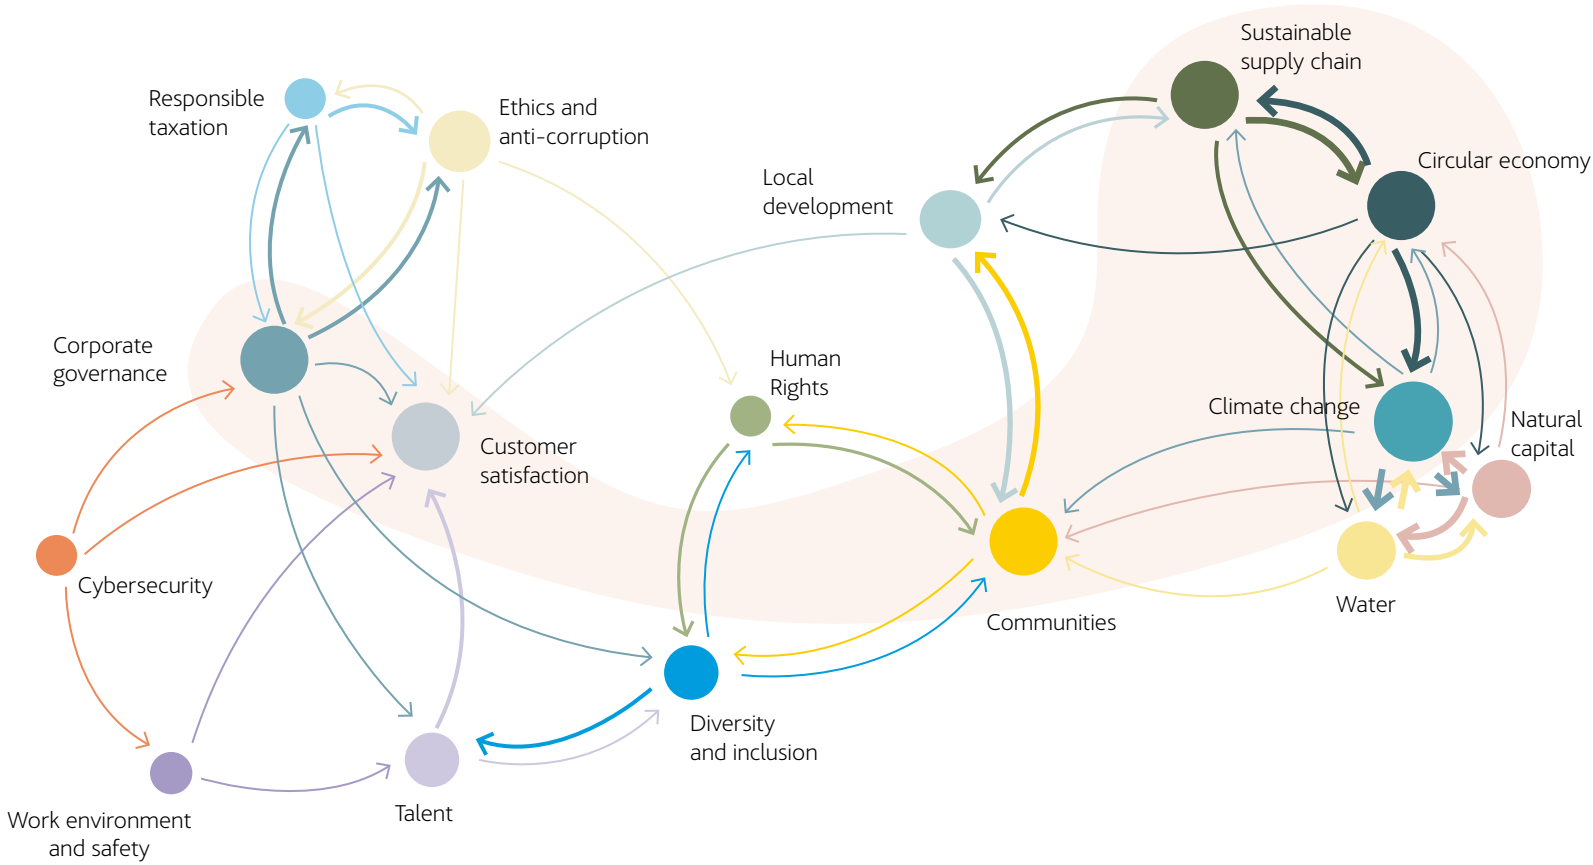 Sustainable
supply chain
Responsible
taxation
Ethics and
anti-corruption
Circular economy
Local
development
Corporate
governance
Human
Rights
Climate change
Natural
capital
Customer
satisfaction
Cybersecurity
Water
Communities
Diversity
and inclusion
Talent
Work environment
and safety